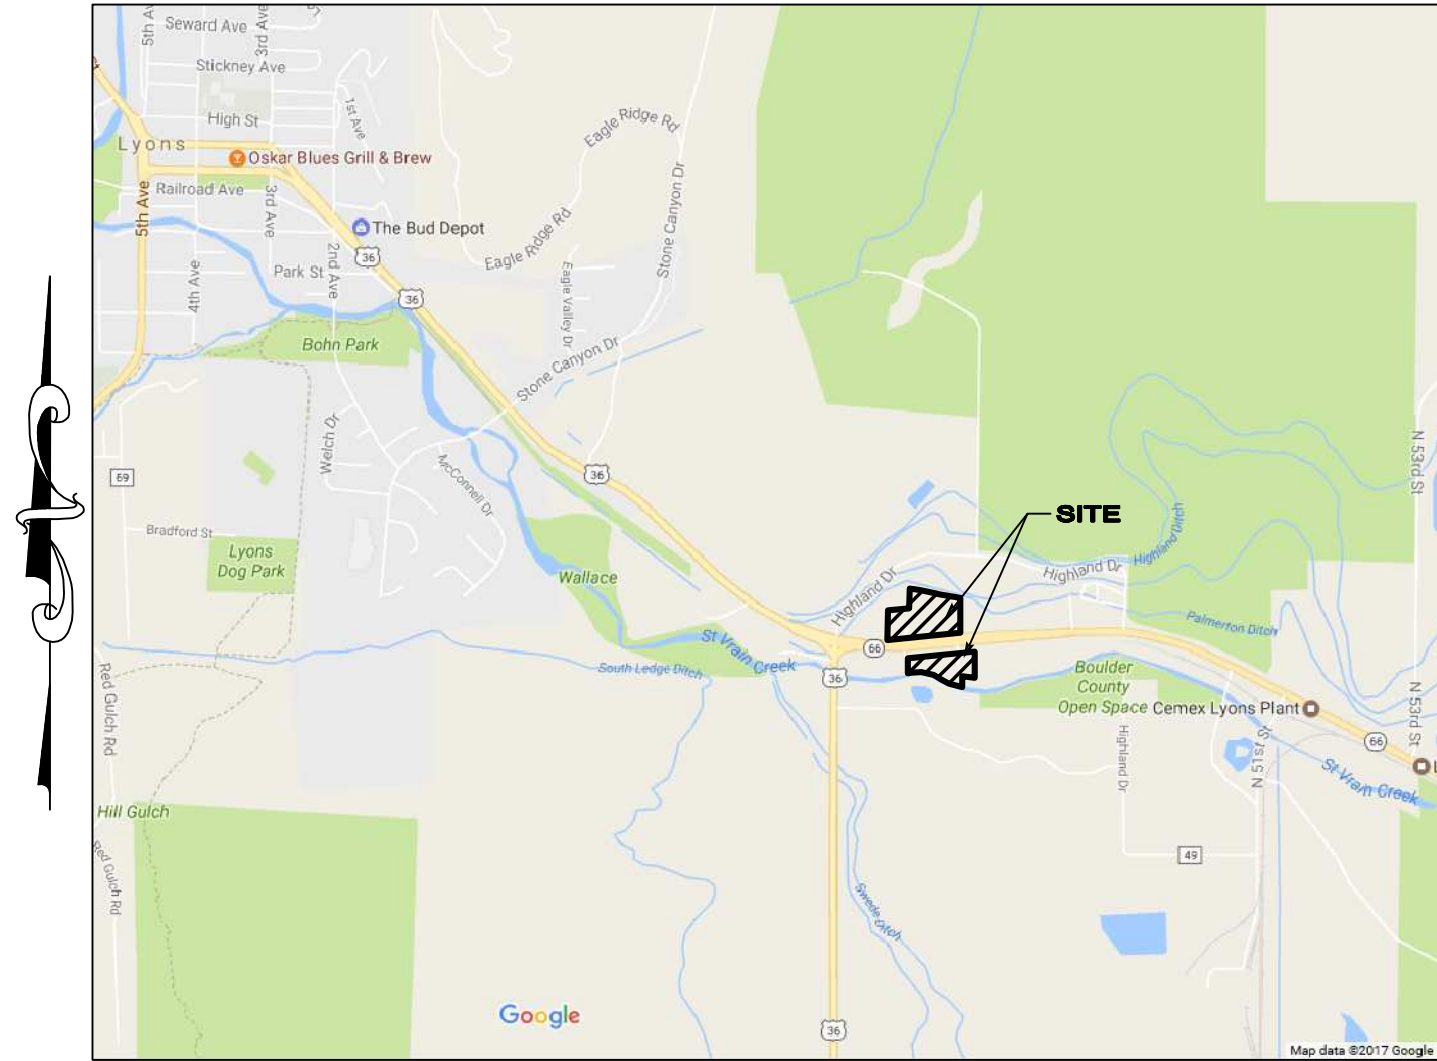 5th Av
Seward Ave
3rd Ave
Stickney Ave
High St
1st Ave
Eagle Ridge Rd
Lyons
Oskar Blues Grill & Brew
Railroad Ave
5th Ave
3rd Ave
The Bud Depot
36
Eagle Ridge Rd
Stone Canyon Dr
4th Ave
Park St
2nd Ave
36
Eagle Valley Dr
Bohn Park
Stone Canyon Dr
Welch Dr
McConnell Dr
69
36
N 53rd St
Bradford St
Lyons
Dog Park
SITE
Highland Ditch
Wallace
Highland Dr
Highland Dr
Palmerton Ditch
St Vrain Creek
66
South Ledge Ditch
36
Boulder
County
Open Space
Cemex Lyons Plant
Red Gulch Rd
N 53rd St
Highland Dr
N 51st St
66
L
St Vrain Creek
Hill Gulch
Red Gulch Rd
49
Swede Ditch
Google
36
Map data ©2017 Google